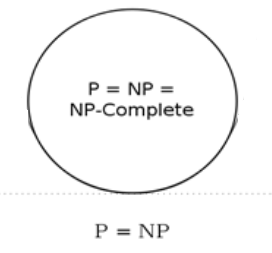 P = NP =
NP-Complete
P = NP